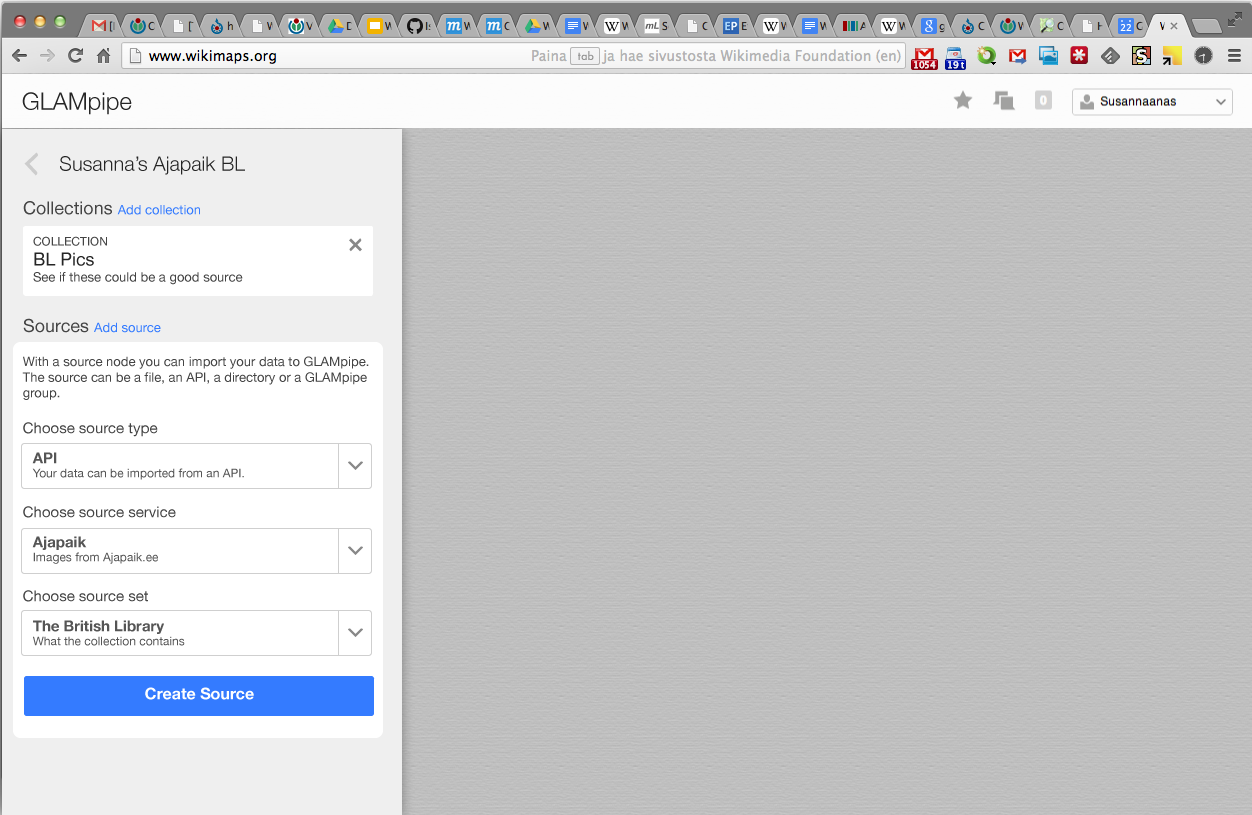 www.wikimaps.org
Paina tab ja hae sivustosta Wikimedia Foundation (en)
1054
19t
GLAMpipe
0
Susannaanas
Susanna's Ajapaik BL
Collections Add collection
COLLECTION
BL Pics
See if these could be a good source
Sources Add source
With a source node you can import your data to GLAMpipe.
The source can be a file, an API, a directory or a GLAMpipe
group.
Choose source type
API
Your data can be imported from an API.
Choose source service
Ajapaik
Images from Ajapaik.ee
Choose source set
The British Library
What the collection contains
Create Source